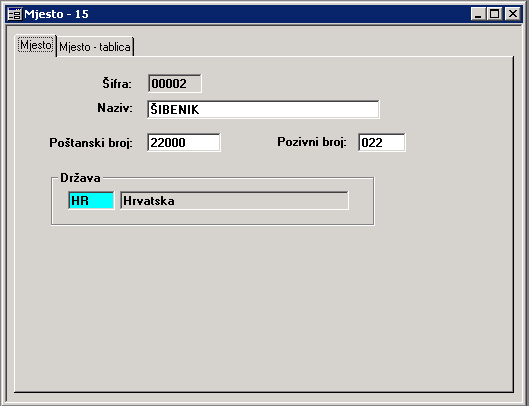 Mjesto - 15
Mjesto Mjesto - tablica
Šifra: 00002
Naziv: ŠIBENIK
Poštanski broj: 22000 Pozivni broj: 022
Država
HR Hrvatska